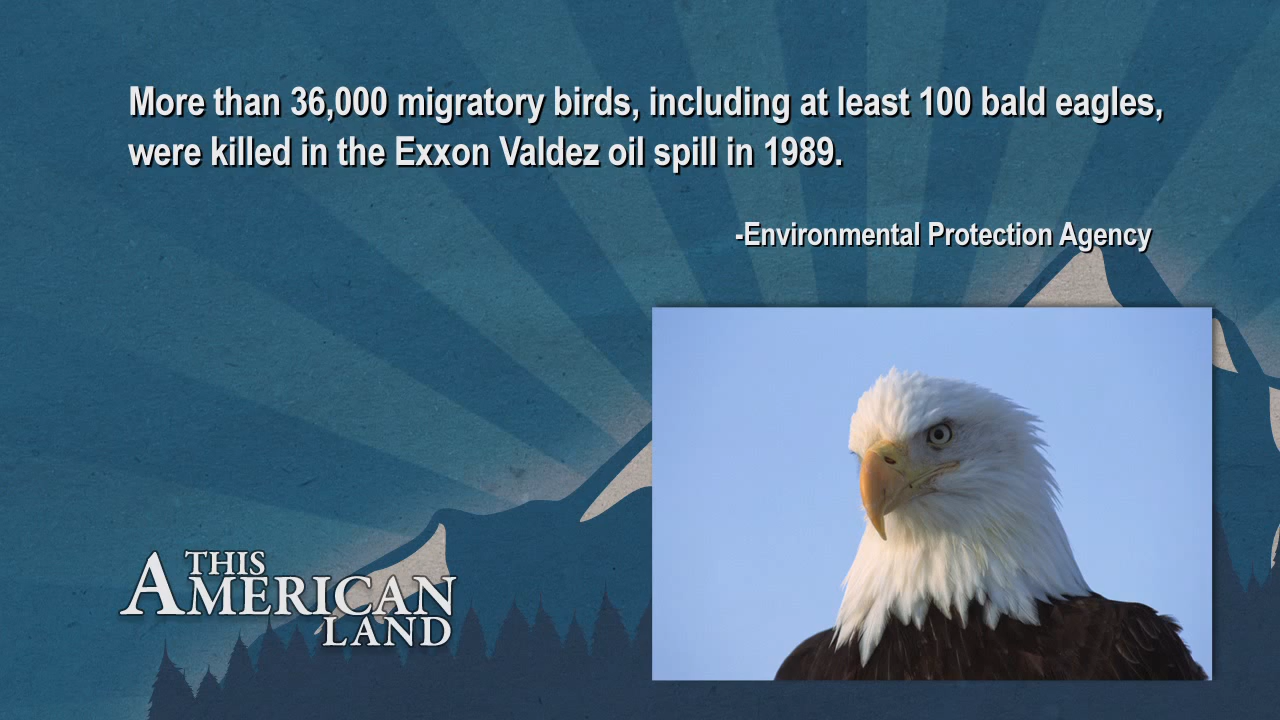 More than 36,000 migratory birds, including at least 100 bald eagles,
were killed in the Exxon Valdez oil spill in 1989.
-Environmental Protection Agency
THIS
AMERICAN
LAND